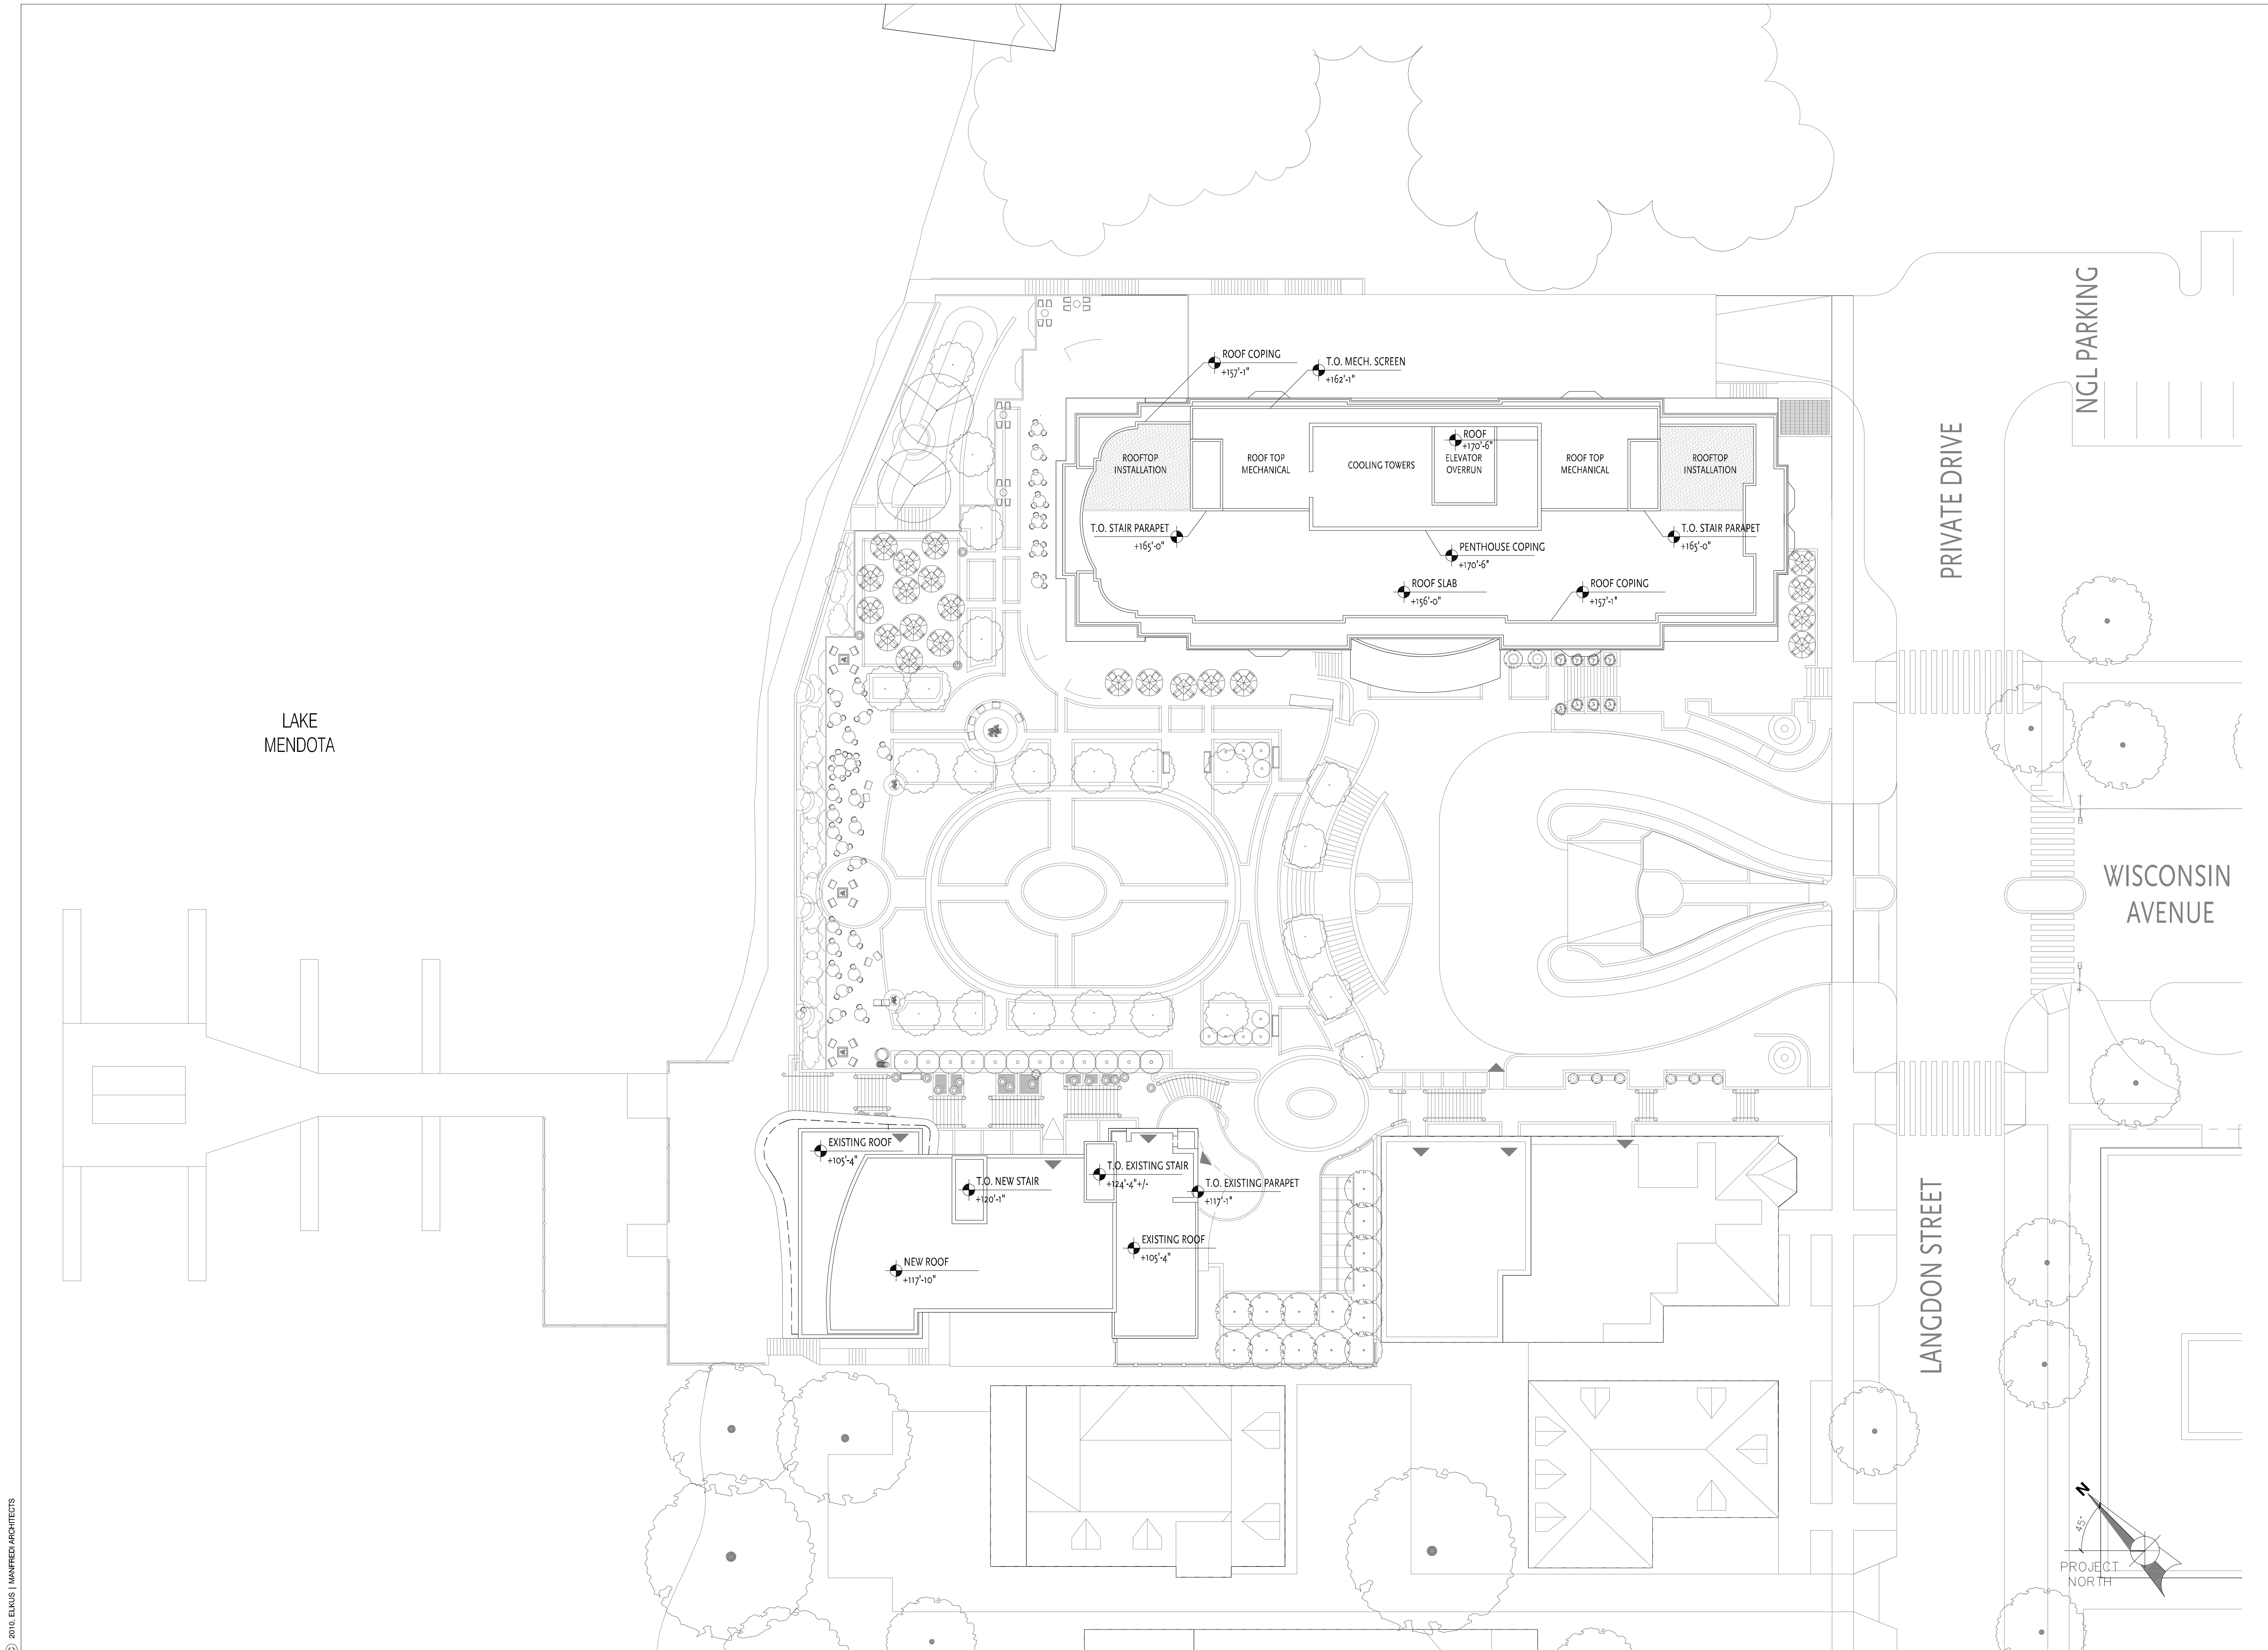 ROOF COPING
+157'-1"
T.O. MECH. SCREEN
+162'-1"
ROOFTOP
INSTALLATION
ROOF TOP
MECHANICAL
COOLING TOWERS
ROOF
+170'-6"
ELEVATOR
OVERRUN
ROOF TOP
MECHANICAL
ROOFTOP
INSTALLATION
T.O. STAIR PARAPET
+165'-0"
T.O. STAIR PARAPET
+165'-0"
PENTHOUSE COPING
+170'-6"
ROOF SLAB
+156'-0"
ROOF COPING
+157'-1"
NGL PARKING
PRIVATE DRIVE
LAKE
MENDOTA
WISCONSIN
AVENUE
EXISTING ROOF
+105'-4"
T.O. NEW STAIR
+120'-1"
T.O. EXISTING STAIR
+124'-4"+/-
T.O. EXISTING PARAPET
+117'-1"
EXISTING ROOF
+105'-4"
NEW ROOF
+117'-10"
LANGDON STREET
N
45°
PROJECT
NORTH
© 2010, ELKUS | MANFREDI ARCHITECTS